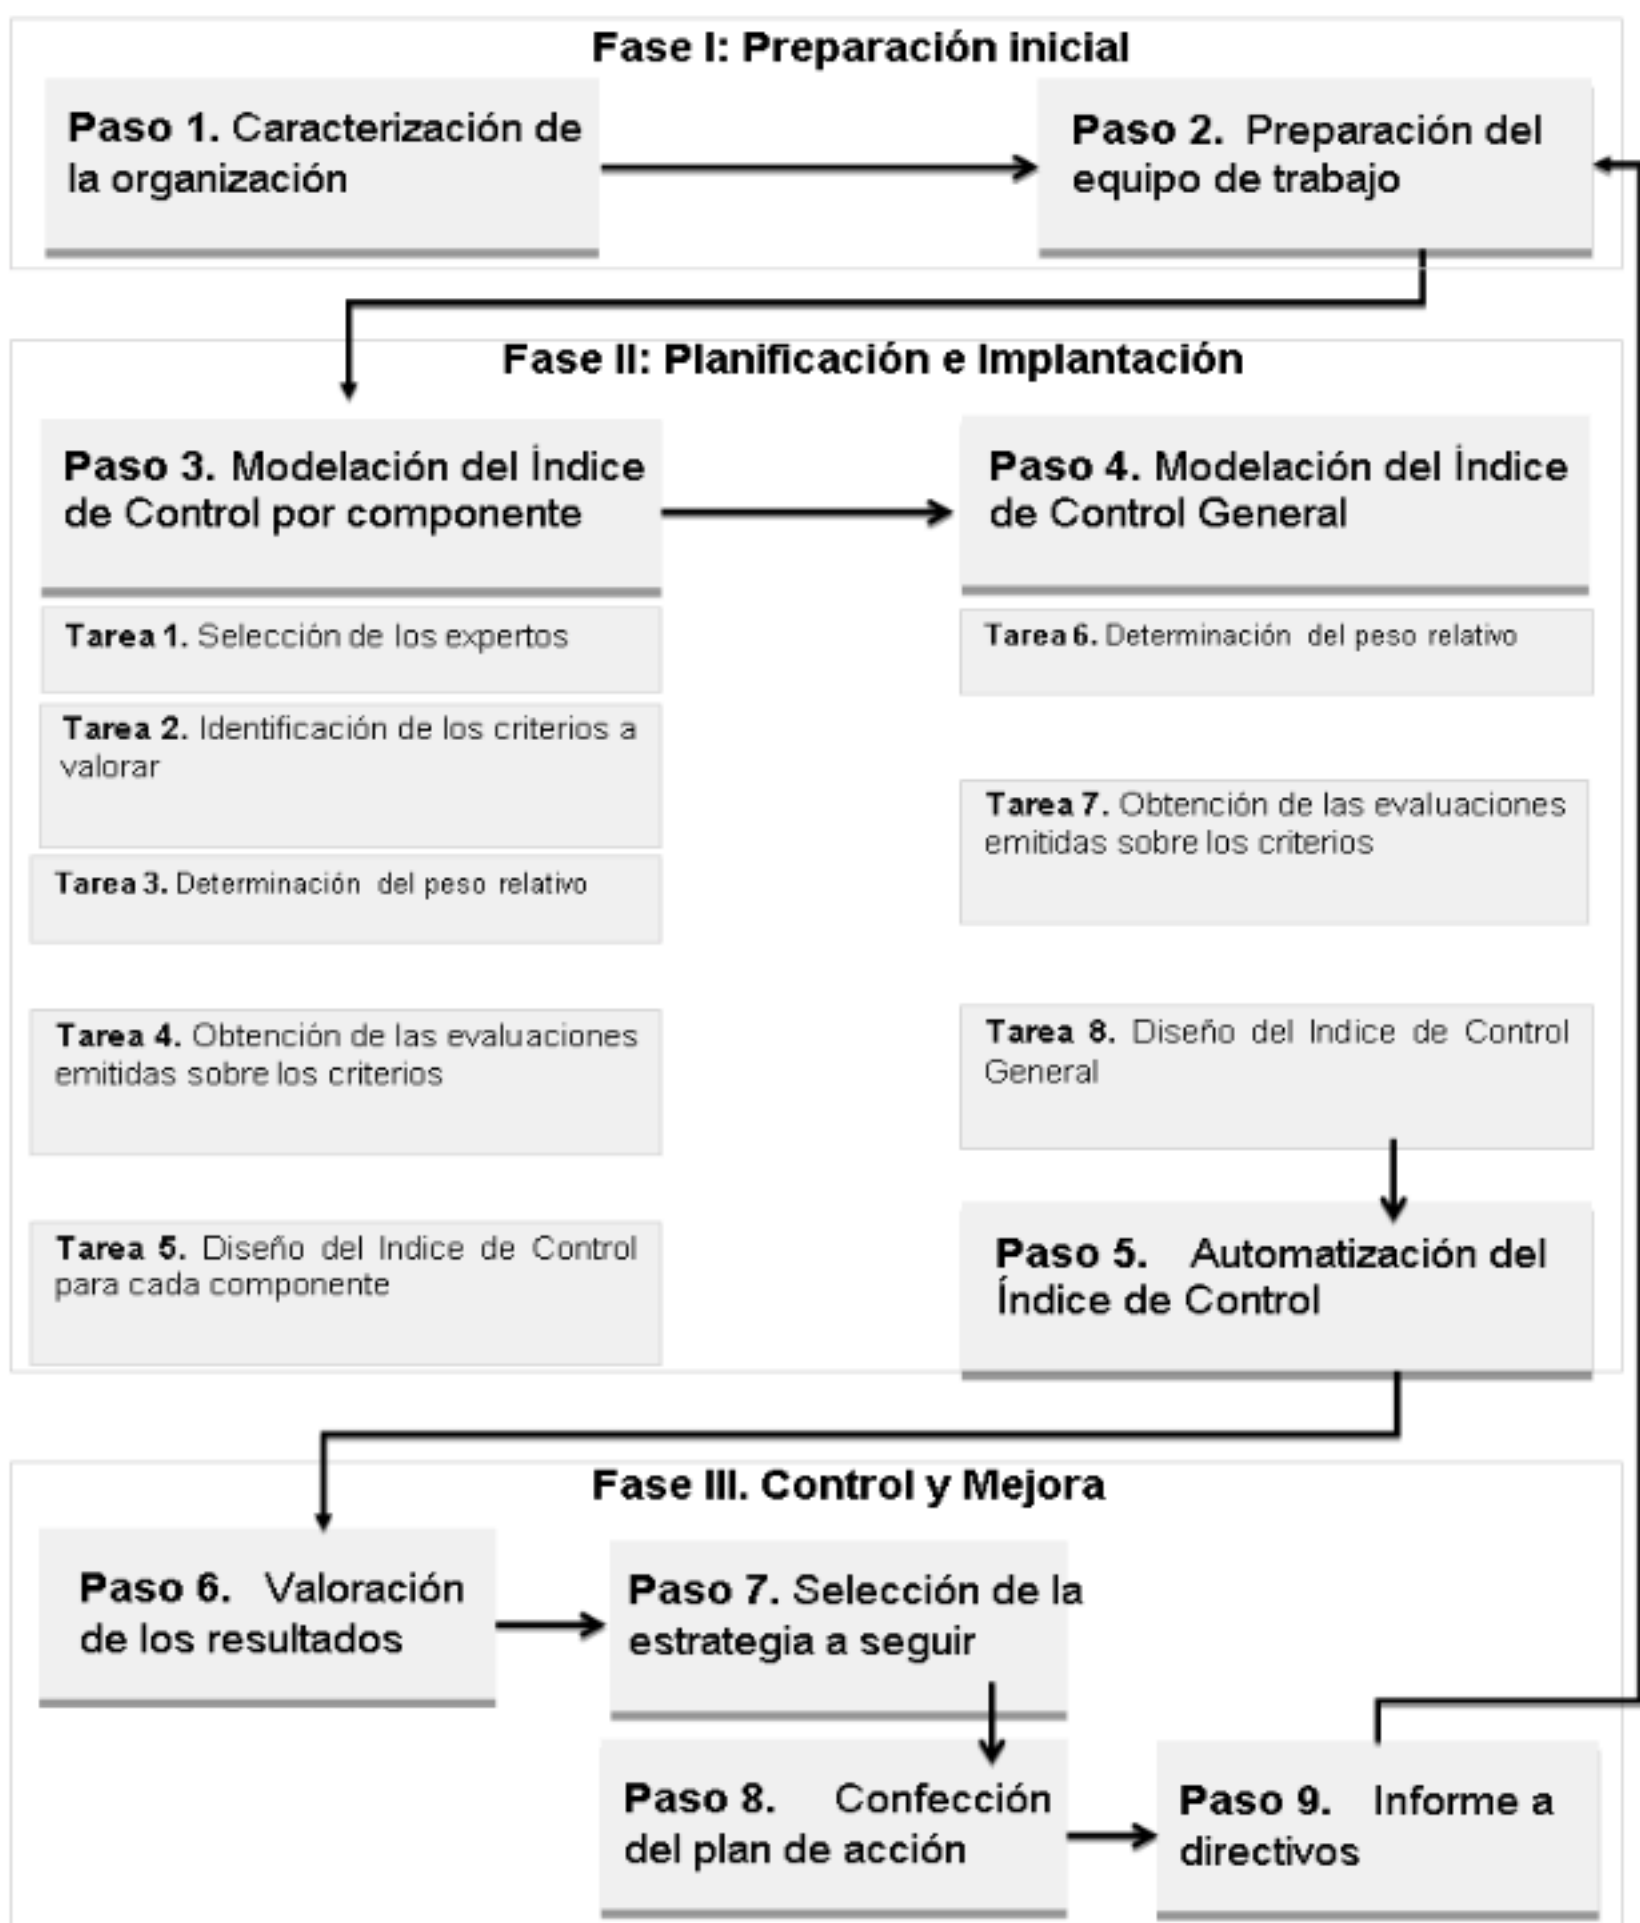 Fase I: Preparación inicial
Paso 1. Caracterización de
la organización
Paso 2. Preparación del
equipo de trabajo
Fase II: Planificación e Implantación
Paso 3. Modelación del Índice
de Control por componente
Paso 4. Modelación del Índice
de Control General
Tarea 1. Selección de los expertos
Tarea 2. Identificación de los criterios a
valorar
Tarea 3. Determinación del peso relativo
Tarea 4. Obtención de las evaluaciones
emitidas sobre los criterios
Tarea 5. Diseño del Indice de Control
para cada componente
Tarea 6. Determinación del peso relativo
Tarea 7. Obtención de las evaluaciones
emitidas sobre los criterios
Tarea 8. Diseño del Indice de Control
General
Paso 5. Automatización del
Índice de Control
Fase III. Control y Mejora
Paso 6. Valoración
de los resultados
Paso 7. Selección de la
estrategia a seguir
Paso 8. Confección
del plan de acción
Paso 9. Informe a
directivos